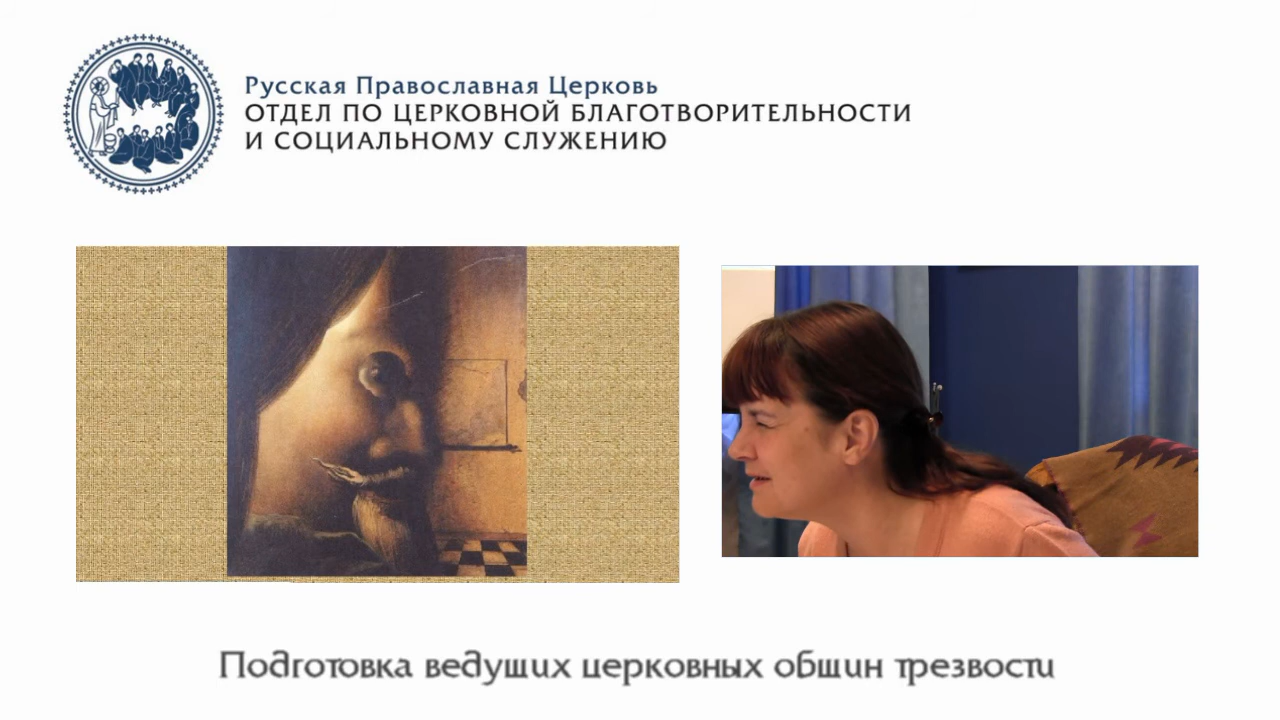 Русская Православная Церковь
ОТДЕЛ ПО ЦЕРКОВНОЙ БЛАГОТВОРИТЕЛЬНОСТИ
И СОЦИАЛЬНОМУ СЛУЖЕНИЮ
Подготовка ведущих церковных общин трезвости